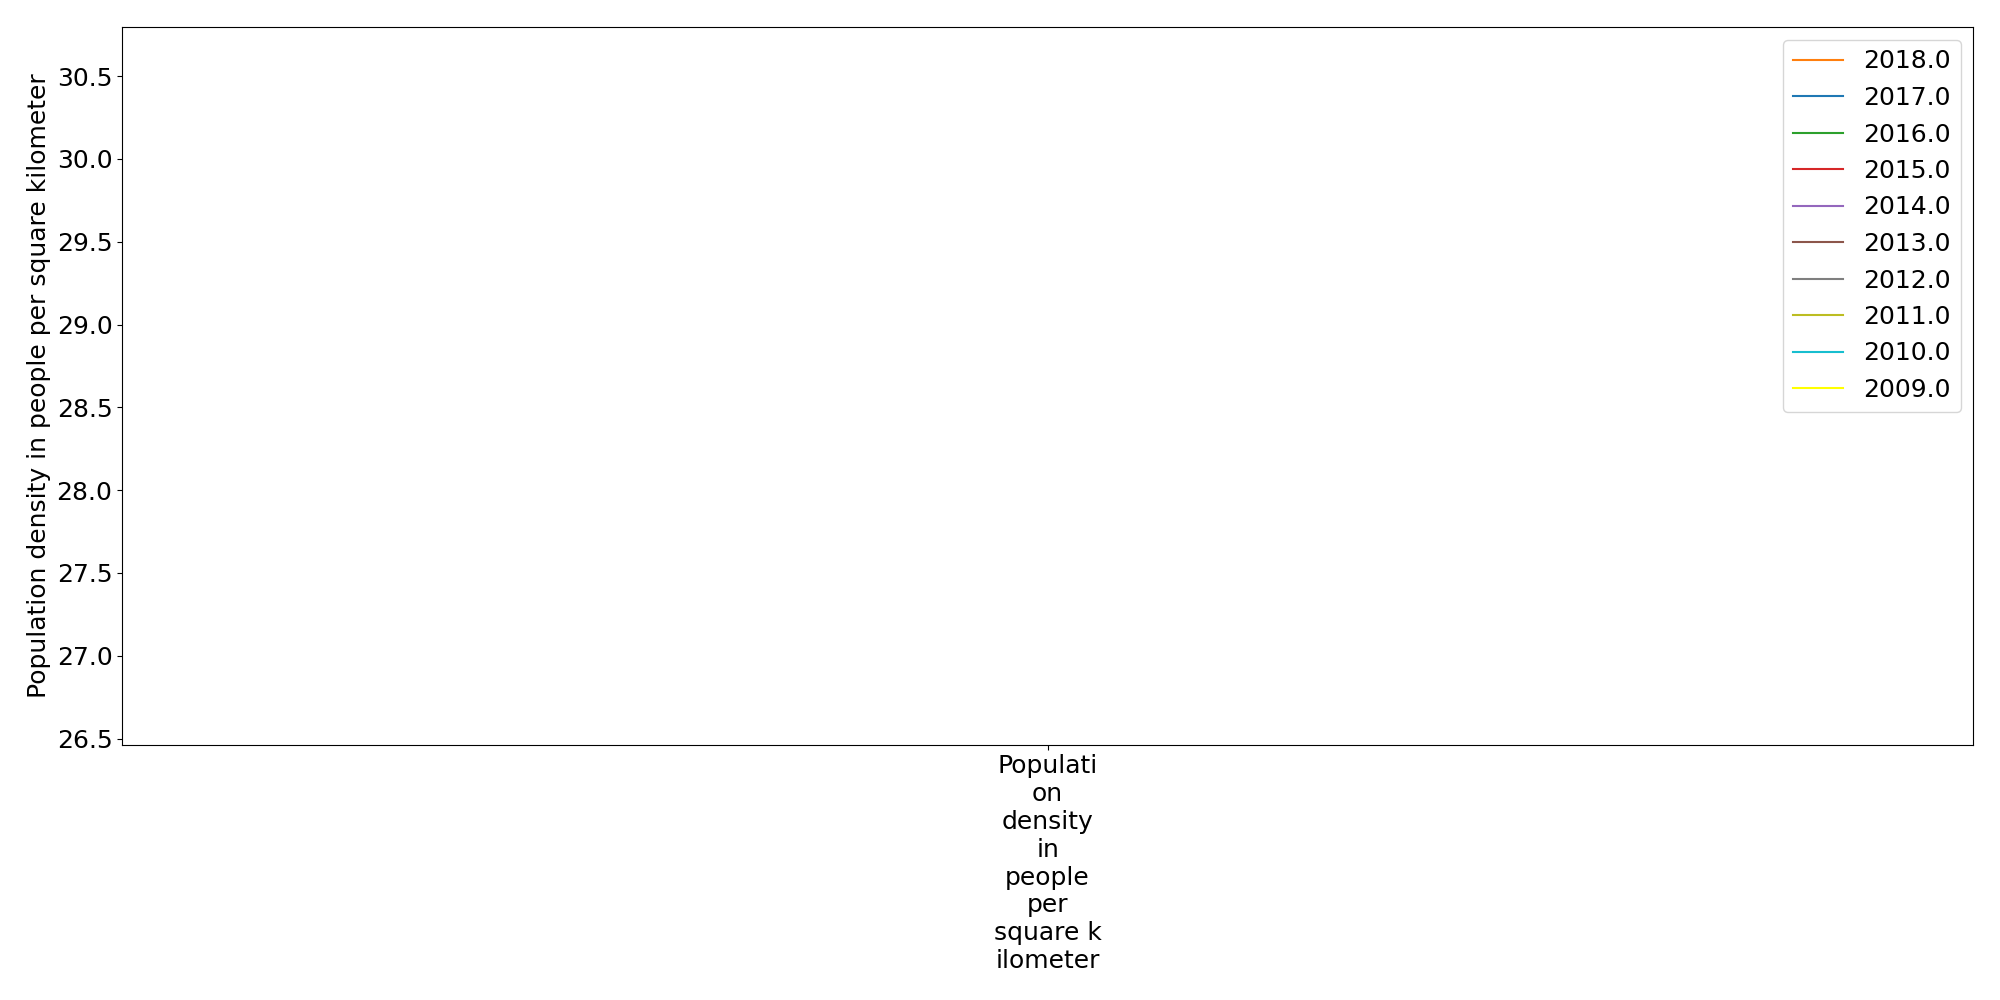 Population density in people per square kilometer
30.5
30.0
29.5
29.0
28.5
28.0
27.5
27.0
26.5
2018.0
2017.0
2016.0
2015.0
2014.0
2013.0
2012.0
2011.0
2010.0
2009.0
Populati
on
density
in
people
per
square k
ilometer